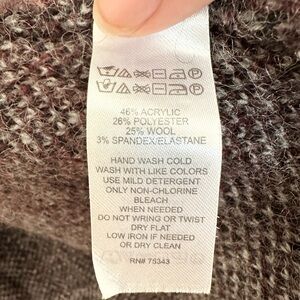 46% ACRYLIC
26% POLYESTER
25% WOOL
3% SPANDEX/ELASTANE
HAND WASH COLD
WASH WITH LIKE COLORS
USE MILD DETERGENT
ONLY NON-CHLORINE
BLEACH
WHEN NEEDED
DO NOT WRING OR TWIST
DRY FLAT
LOW IRON IF NEEDED
OR DRY CLEAN
RN# 75343